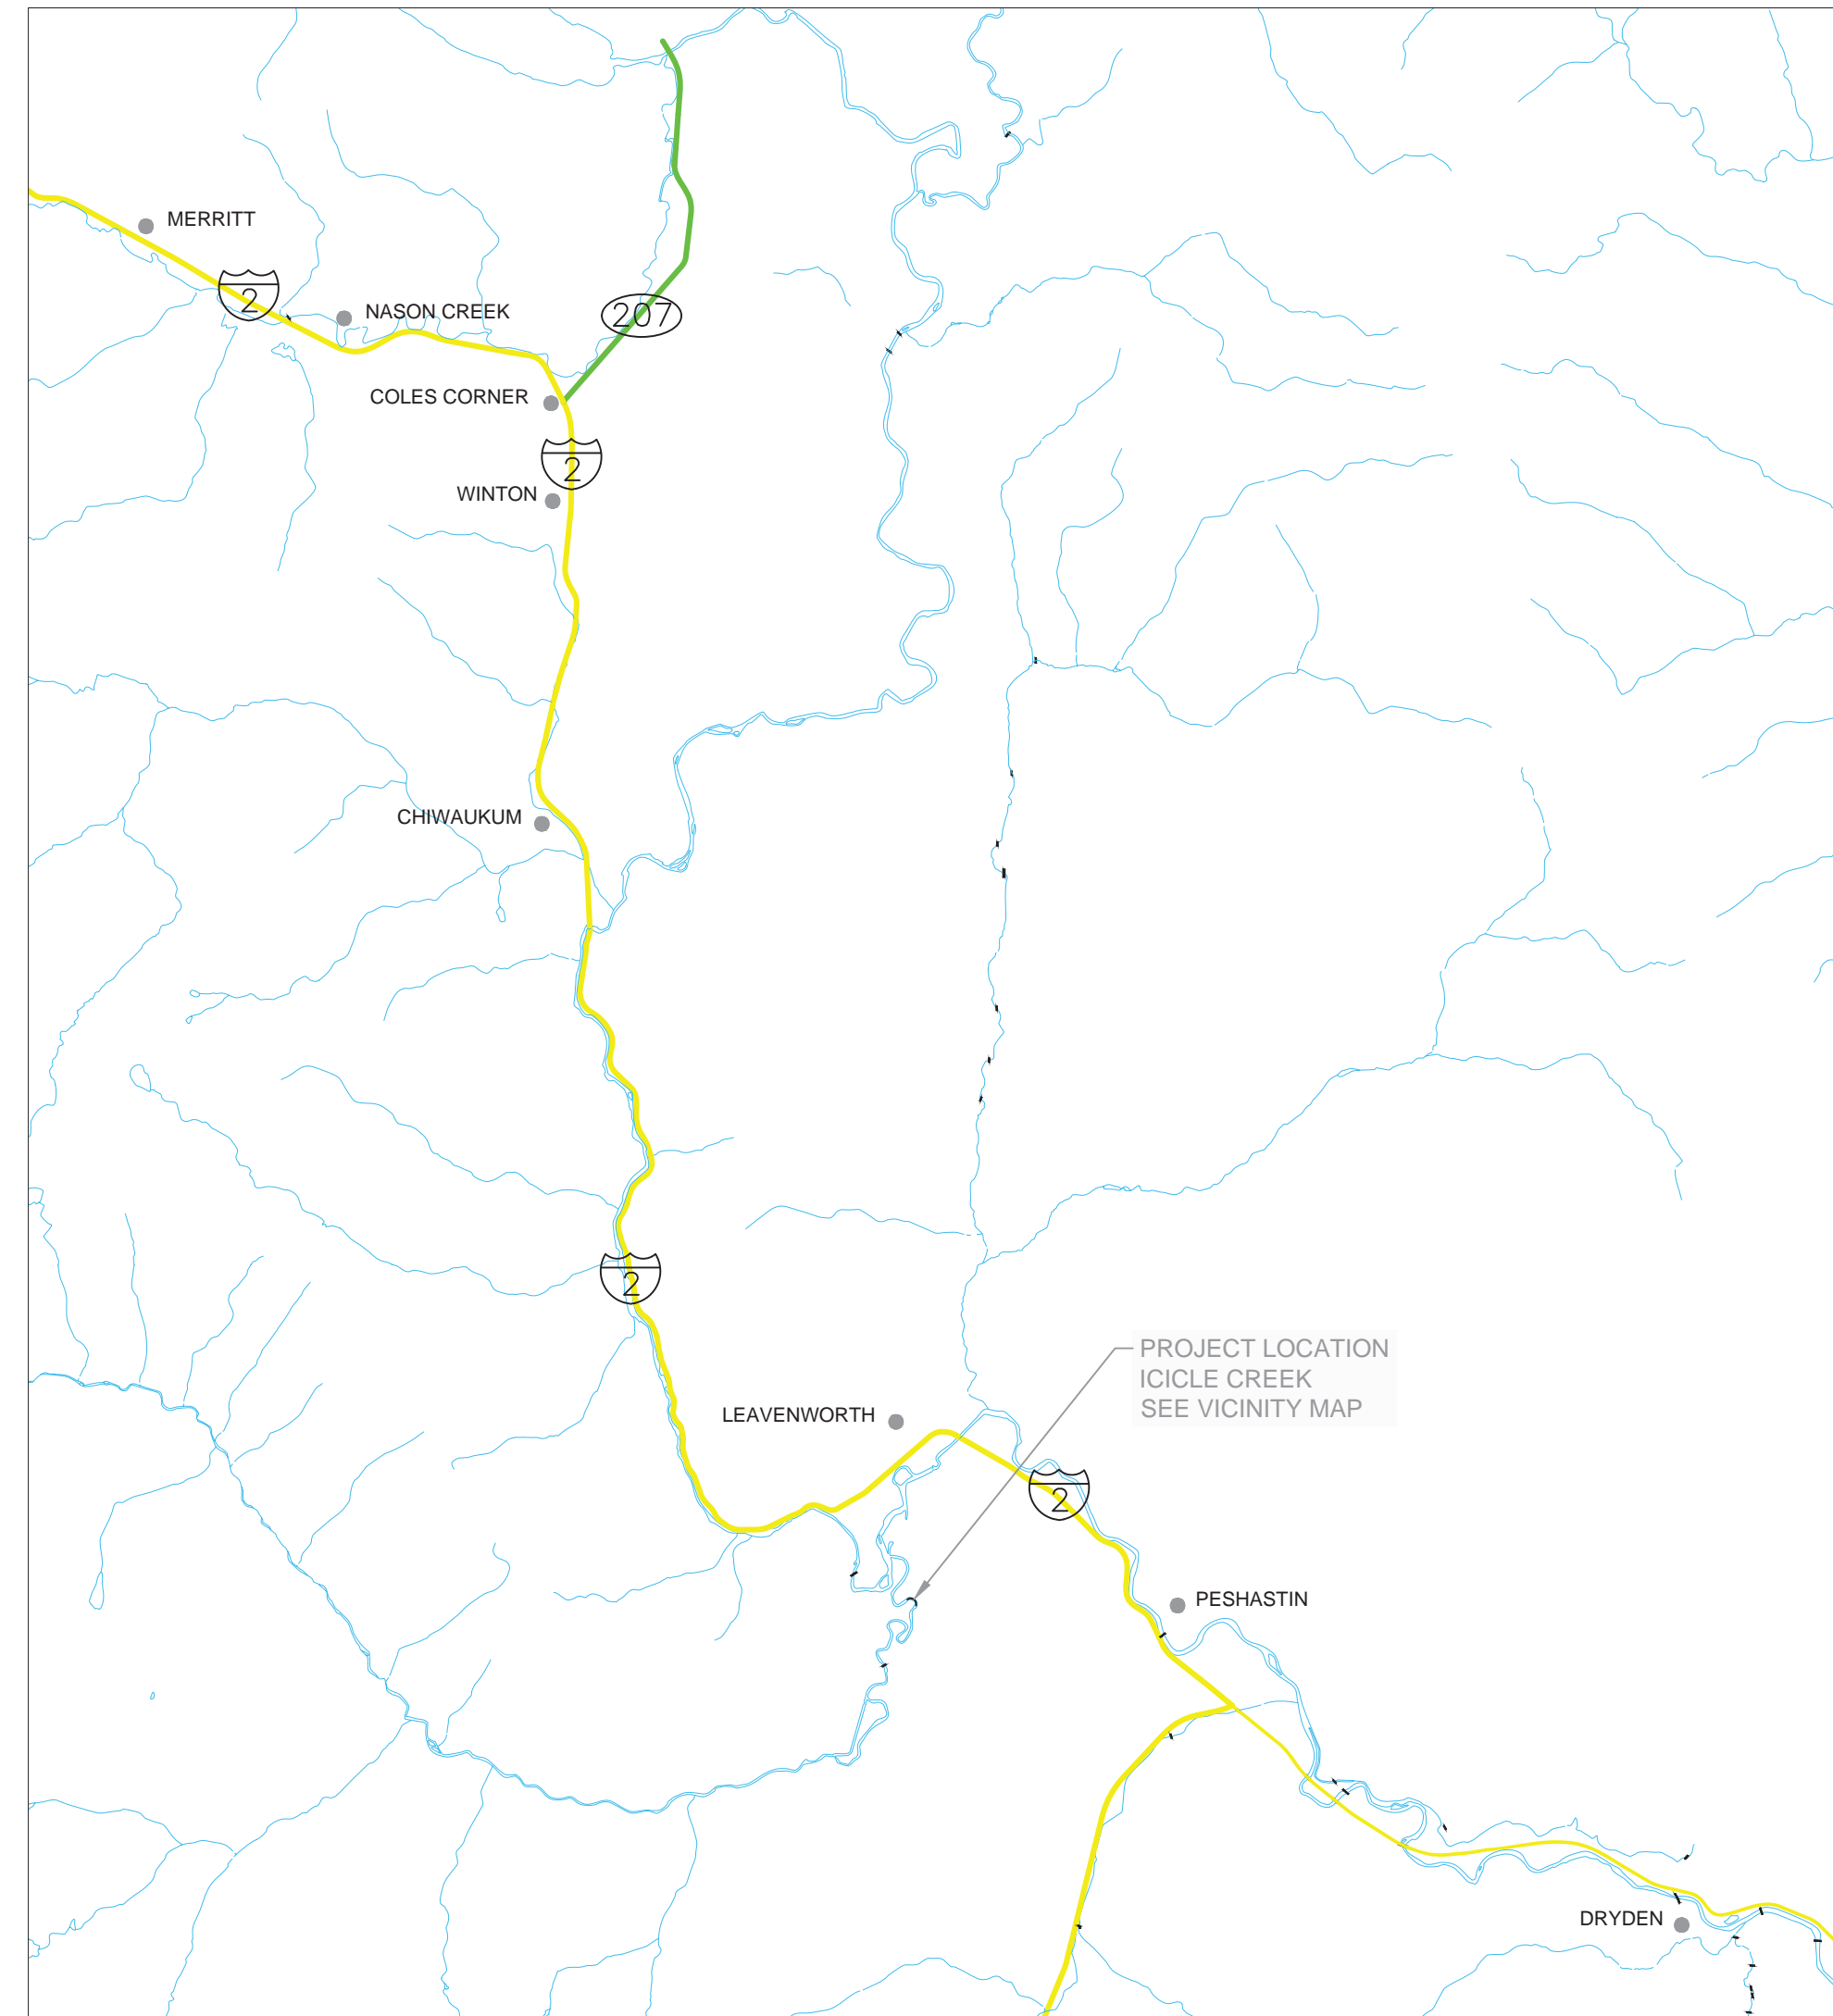 MERRITT
2
NASON CREEK
207
COLES CORNER
2
WINTON
CHIWAUKUM
2
PROJECT LOCATION
ICICLE CREEK
SEE VICINITY MAP
LEAVENWORTH
2
PESHASTIN
DRYDEN